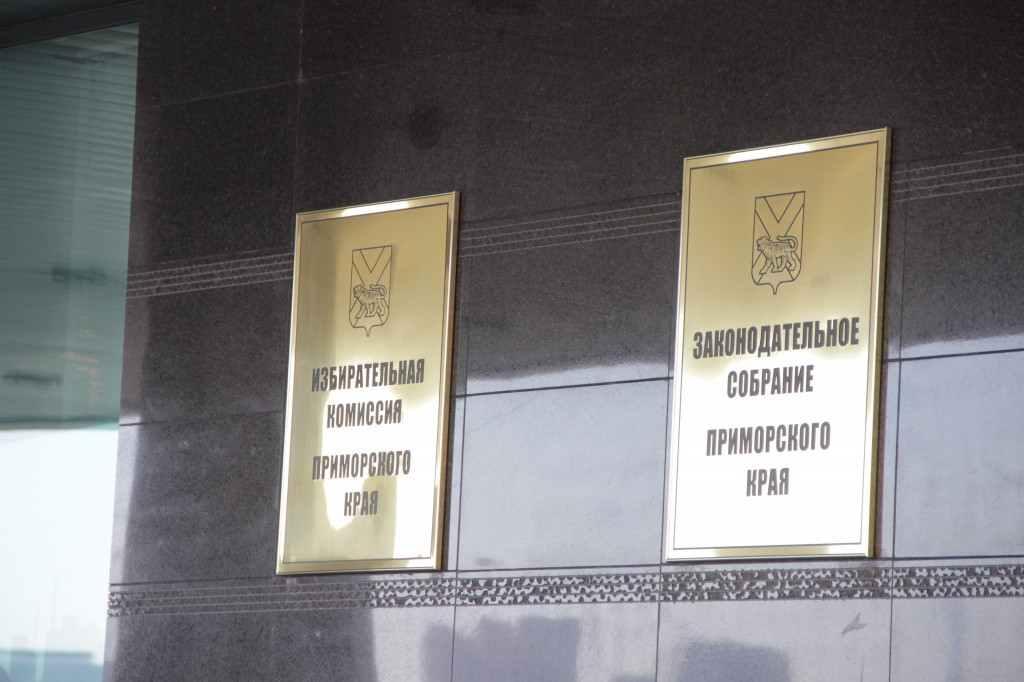 ИЗБИРАТЕЛЬНАЯ
КОМИССИЯ
ПРИМОРСКОГО
КРАЯ
ЗАКОНОДАТЕЛЬНОЕ
СОБРАНИЕ
ПРИМОРСКОГО
КРАЯ